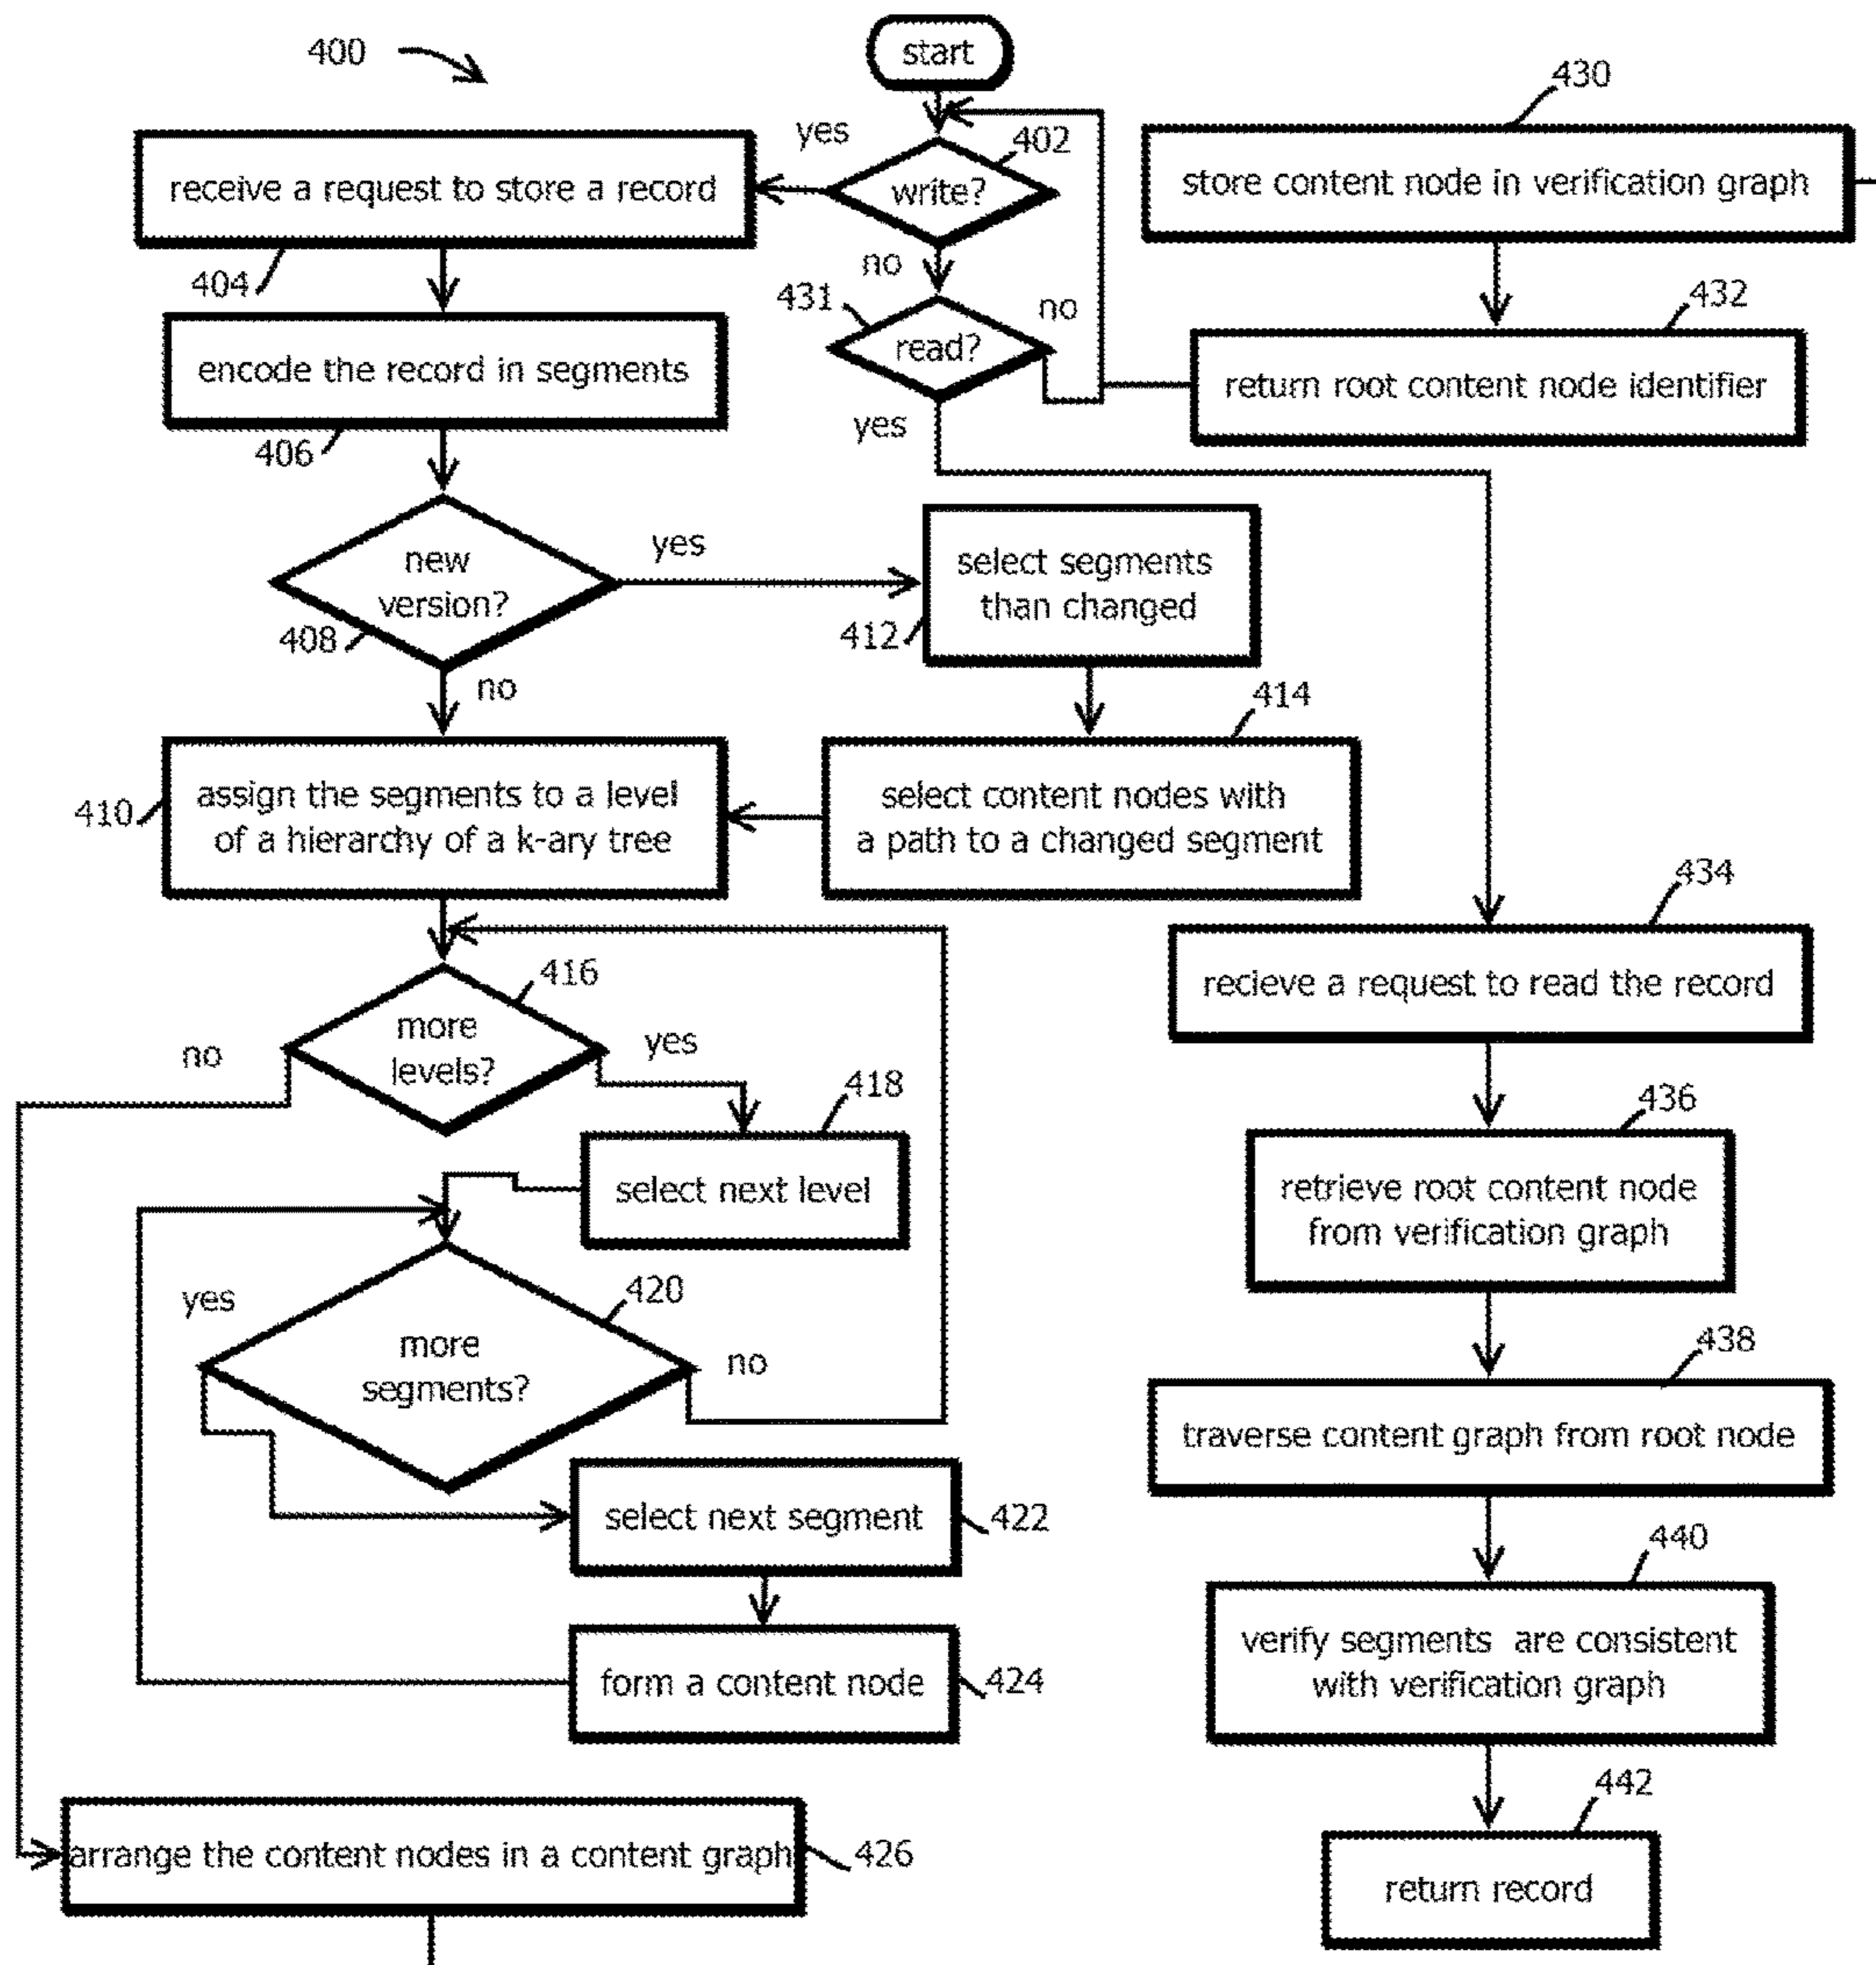 400
start
430
yes
402
receive a request to store a record
write?
store content node in verification graph
404
no
431
no
432
encode the record in segments
read?
return root content node identifier
406
yes
new
version?
408
yes
select segments
than changed
412
no
414
410
assign the segments to a level
of a hierarchy of a k-ary tree
select content nodes with
a path to a changed segment
434
416
more
levels?
no
yes
recieve a request to read the record
418
436
select next level
retrieve root content node
from verification graph
yes
420
more
segments?
no
438
traverse content graph from root node
select next segment
422
440
verify segments are consistent
with verification graph
form a content node
424
442
arrange the content nodes in a content graph
426
return record